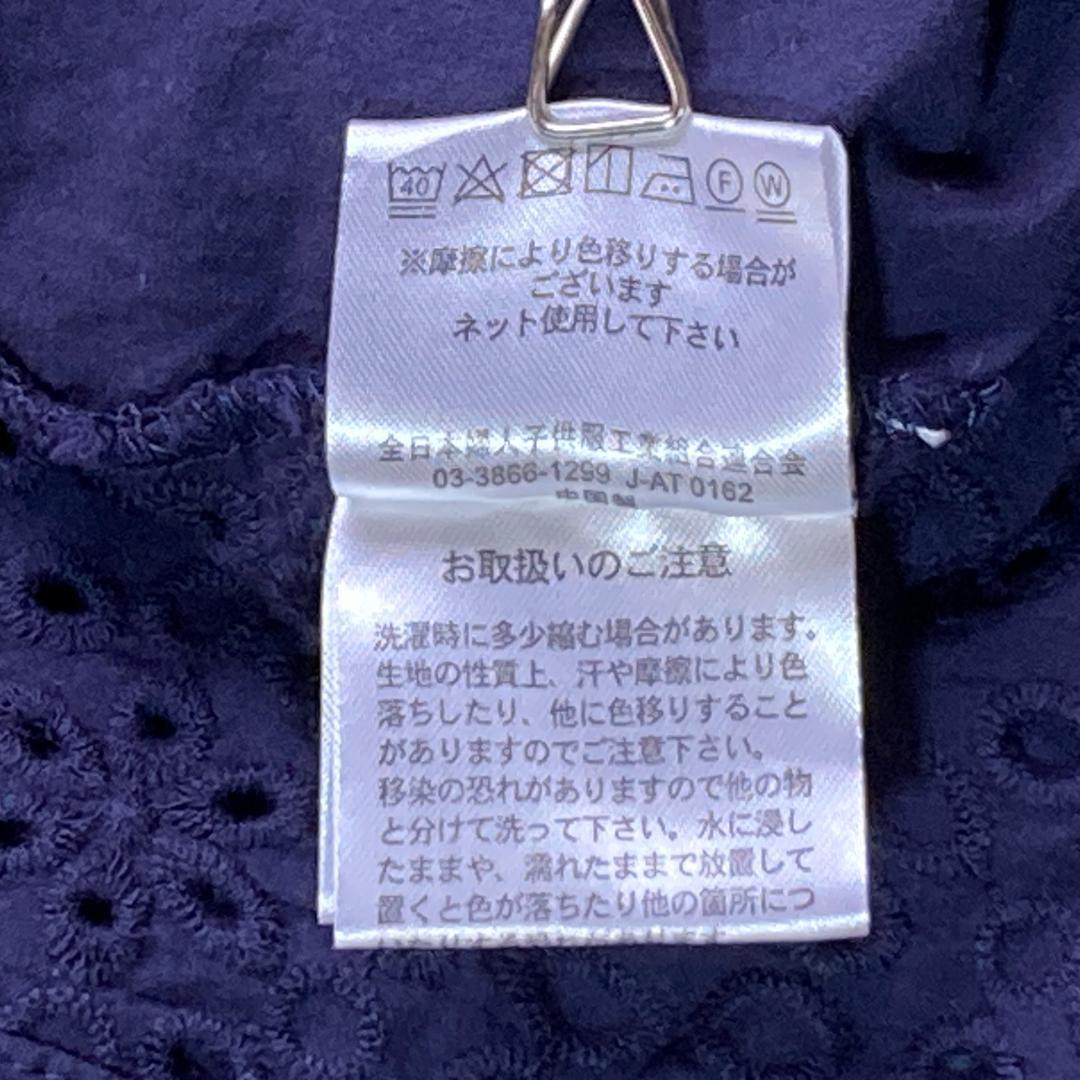 40 F W
※摩擦により色移りする場合が
ございます
ネット使用して下さい
全日本婦人子供服工業組合連合会
03-3866-1299 J-AT 0162
中国製
お取扱いのご注意
洗濯時に多少縮む場合があります。
生地の性質上、汗や摩擦により色
落ちしたり、他に色移りすること
がありますのでご注意下さい。
移染の恐れがありますので他の物
と分けて洗って下さい。水に浸し
たままや、濡れたままで放置して
置くと色が落ちたり他の箇所につ